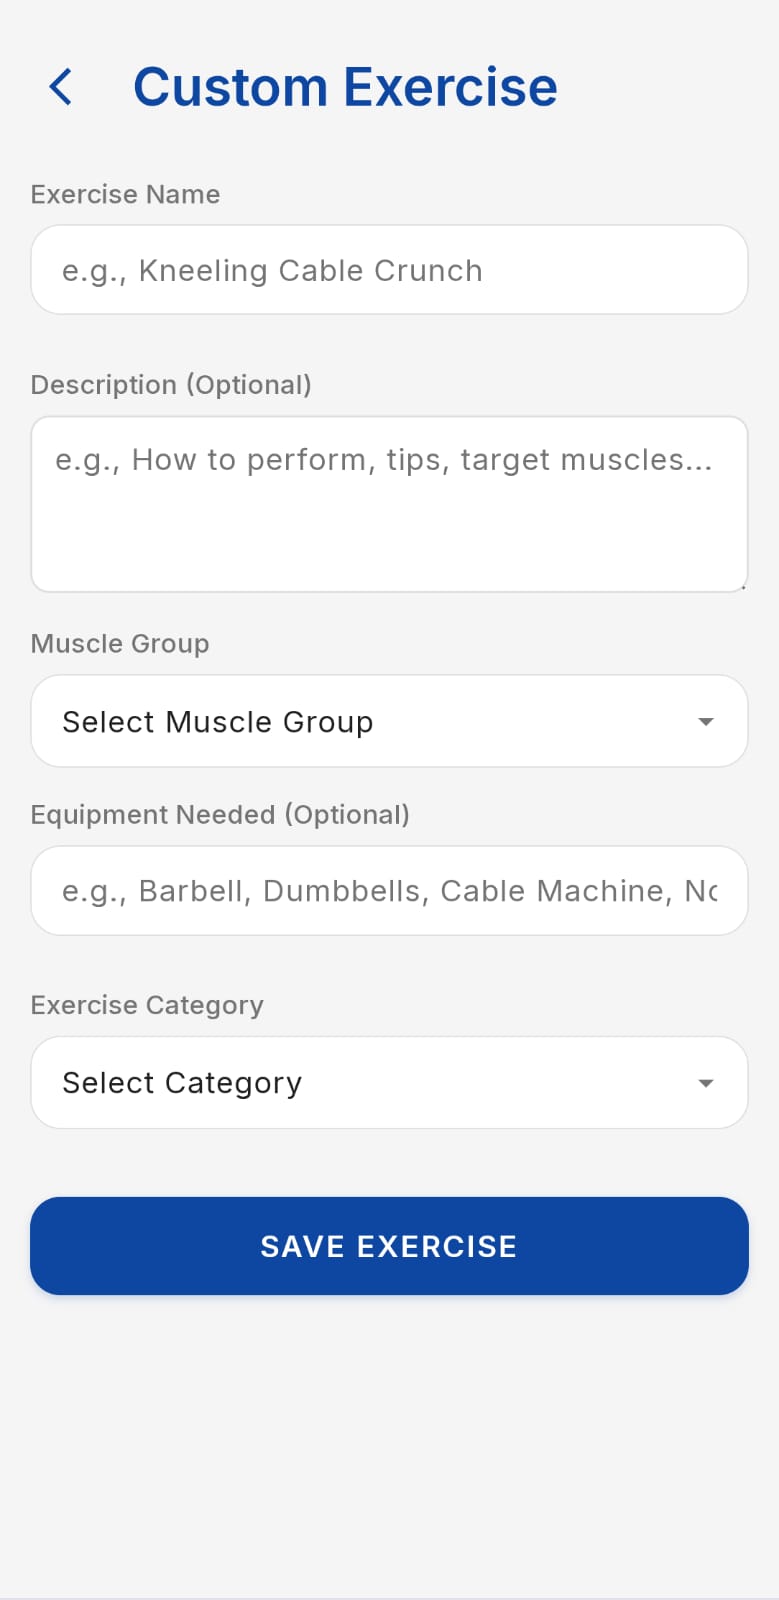 Custom Exercise
Exercise Name
e.g., Kneeling Cable Crunch
Description (Optional)
e.g., How to perform, tips, target muscles...
Muscle Group
Select Muscle Group
Equipment Needed (Optional)
e.g., Barbell, Dumbbells, Cable Machine,
Exercise Category
Select Category
SAVE EXERCISE